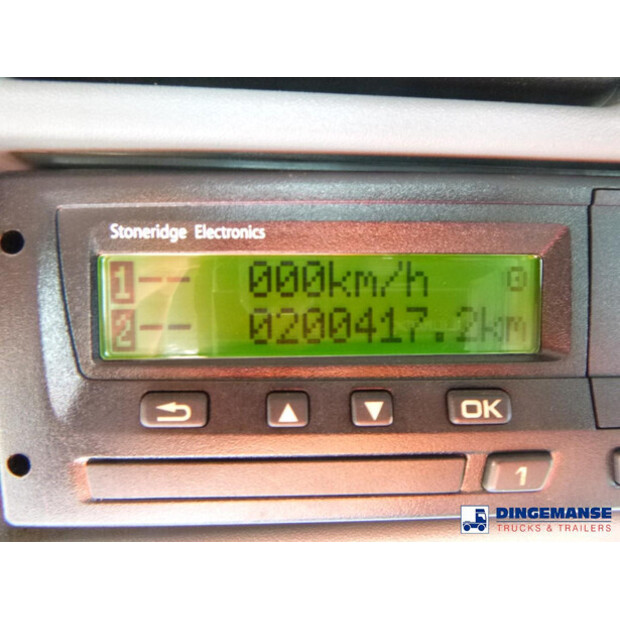 Stoneridge Electronics
1 -- 000km/h
2 -- 0200417.2km
OK
1
DINGEMANSE
TRUCKS & TRAILERS